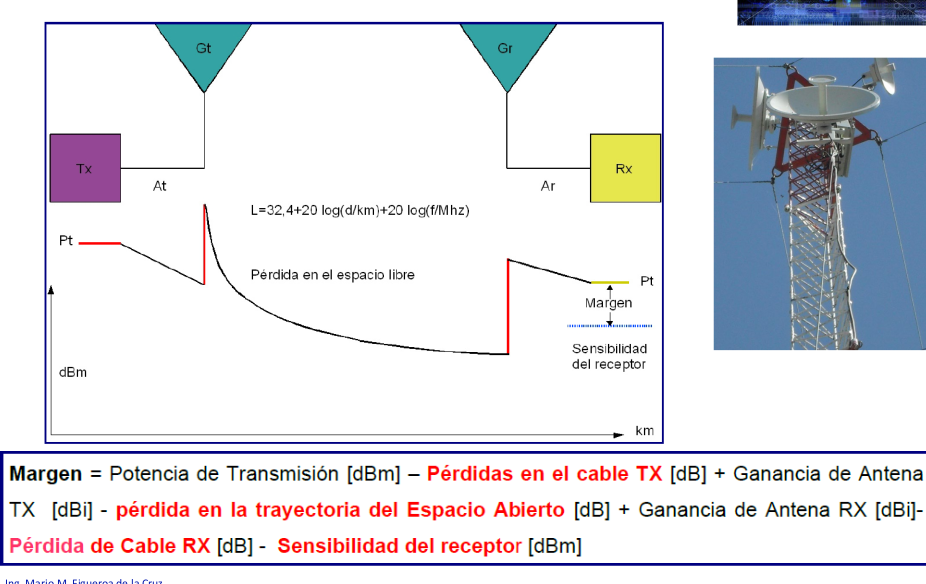 Gt
Gr
Tx
Rx
At
Ar
L=32,4+20 log(d/km)+20 log(f/Mhz)
Pt
Pérdida en el espacio libre
Pt
Margen
Sensibilidad
del receptor
dBm
km
Margen = Potencia de Transmisión [dBm] – Pérdidas en el cable TX [dB] + Ganancia de Antena
TX [dBi] - pérdida en la trayectoria del Espacio Abierto [dB] + Ganancia de Antena RX [dBi]-
Pérdida de Cable RX [dB] - Sensibilidad del receptor [dBm]
Ing. Mario M. Figueroa de la Cruz